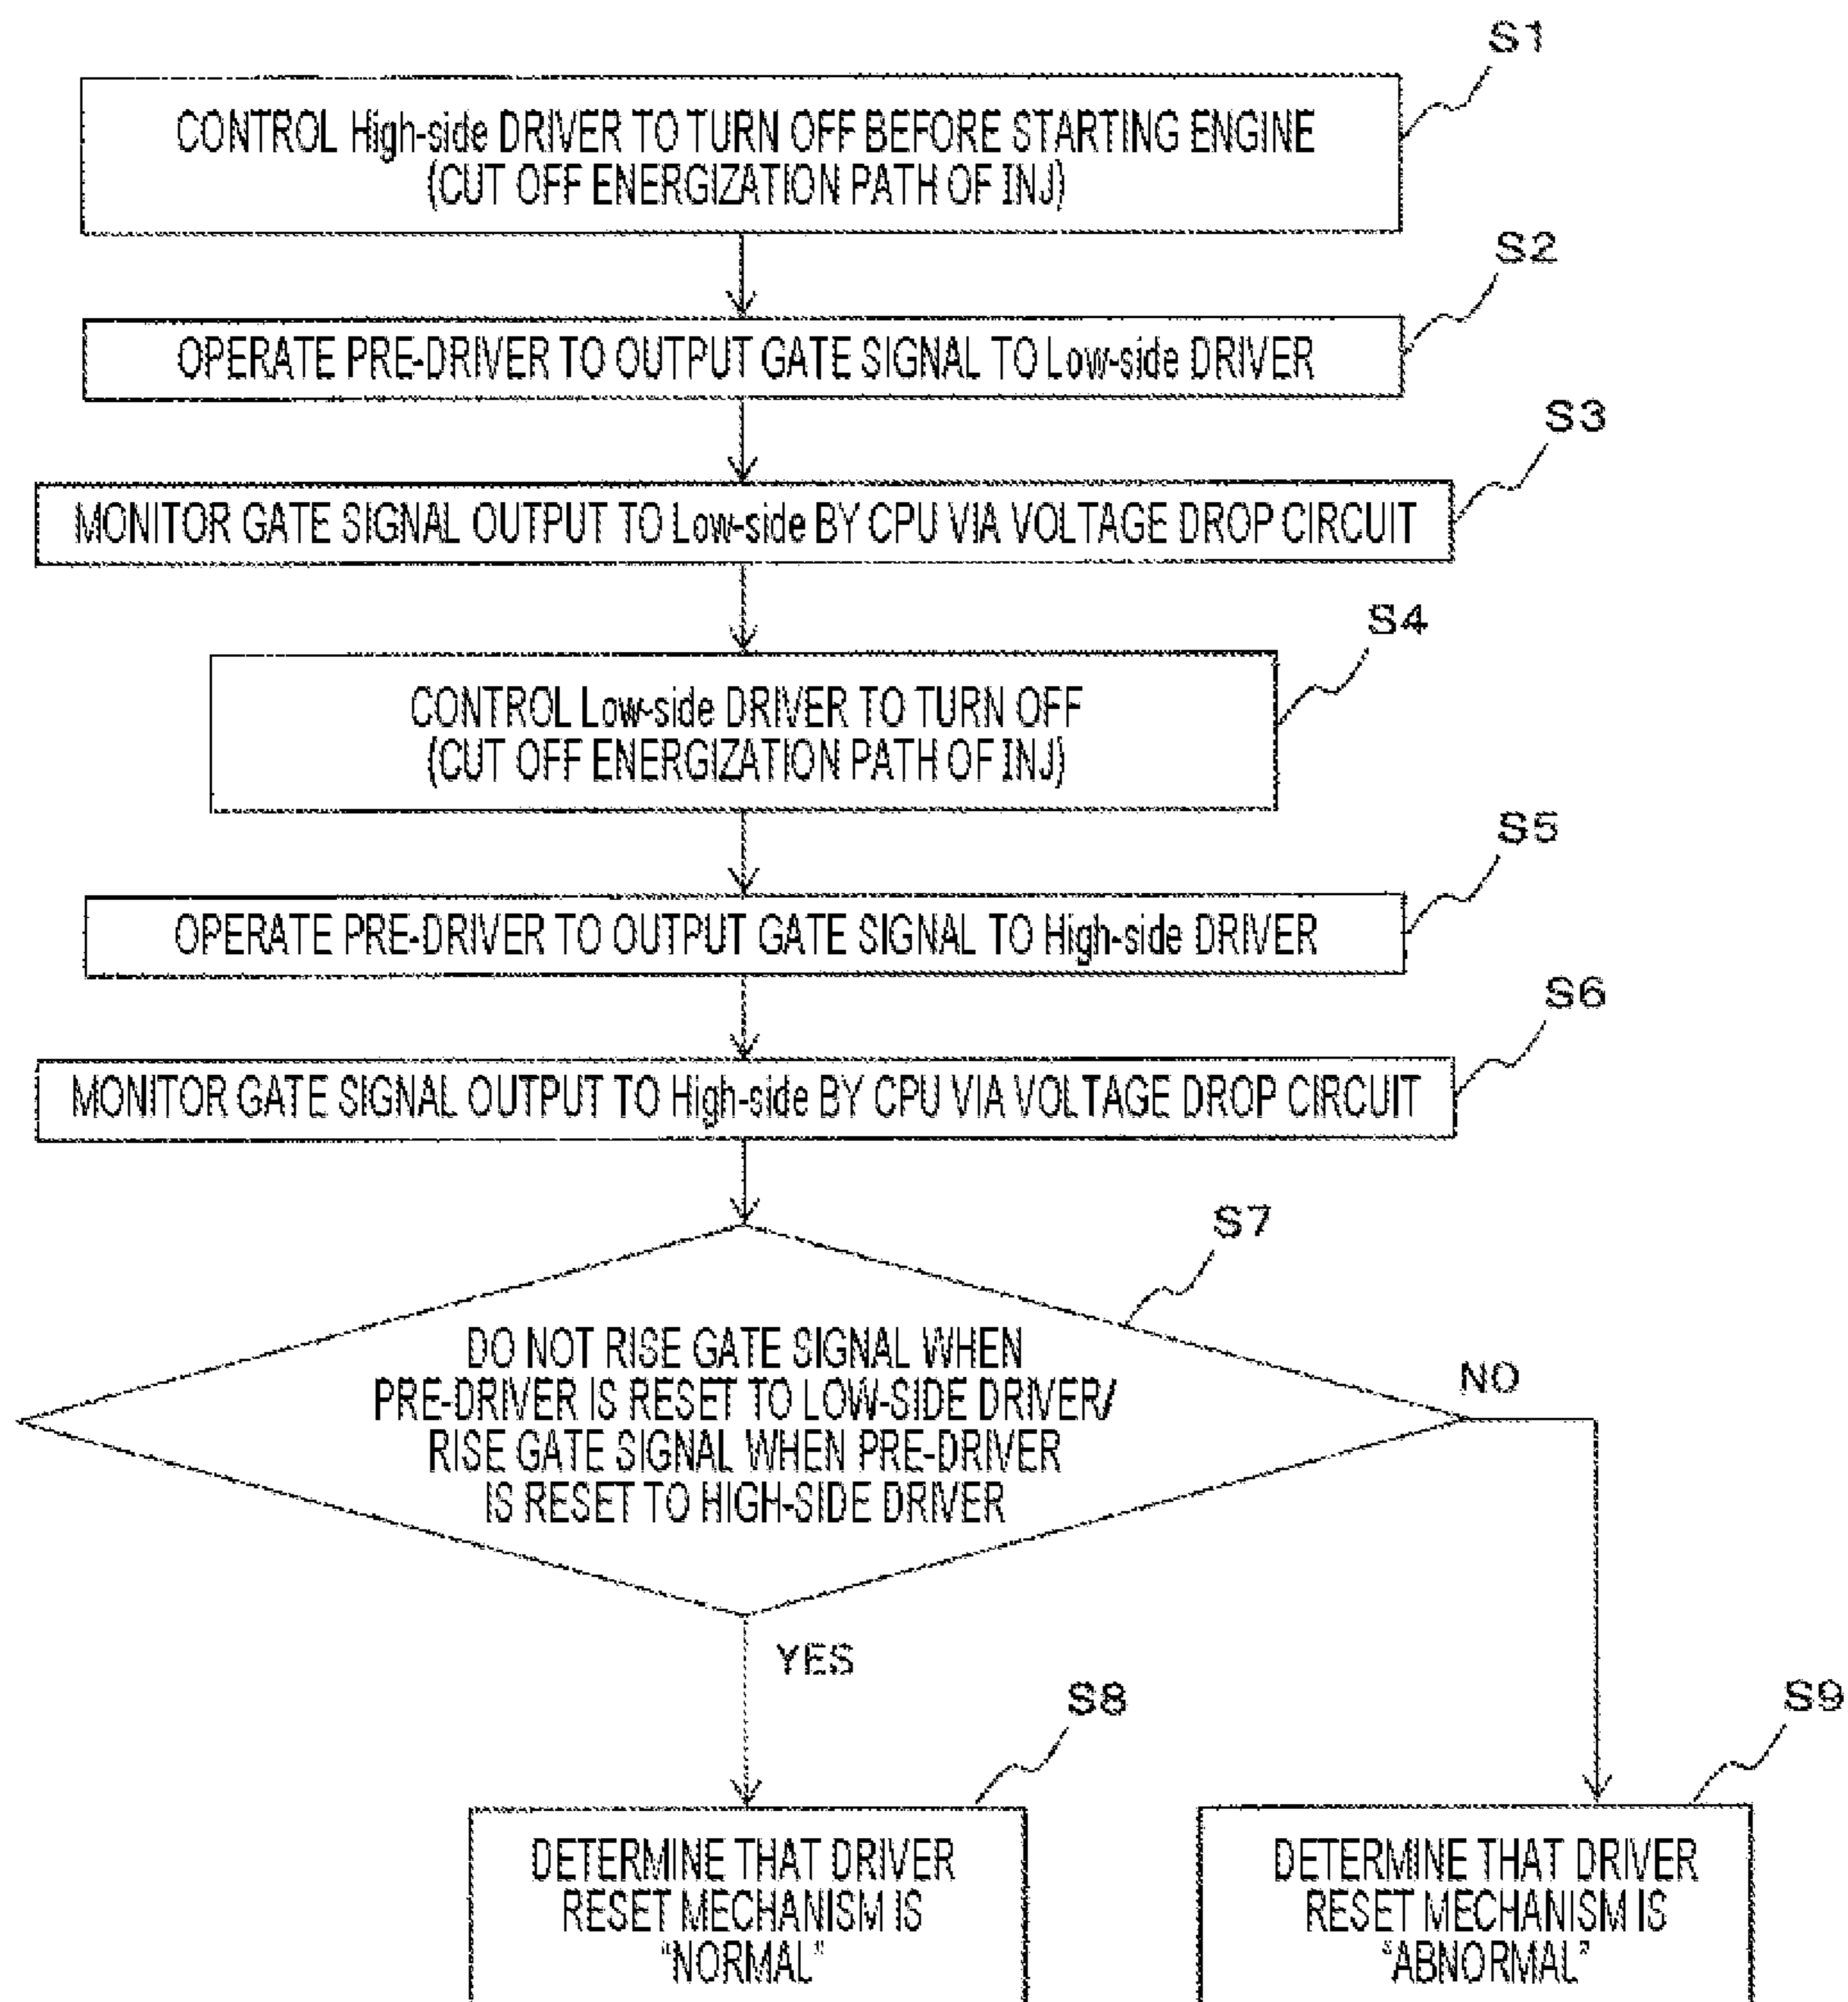 S1
CONTROL High-side DRIVER TO TURN OFF BEFORE STARTING ENGINE
(CUT OFF ENERGIZATION PATH OF INJ)
S2
OPERATE PRE-DRIVER TO OUTPUT GATE SIGNAL TO Low-side DRIVER
S3
MONITOR GATE SIGNAL OUTPUT TO Low-side BY CPU VIA VOLTAGE DROP CIRCUIT
S4
CONTROL Low-side DRIVER TO TURN OFF
(CUT OFF ENERGIZATION PATH OF INJ)
S5
OPERATE PRE-DRIVER TO OUTPUT GATE SIGNAL TO High-side DRIVER
S6
MONITOR GATE SIGNAL OUTPUT TO High-side BY CPU VIA VOLTAGE DROP CIRCUIT
S7
DO NOT RISE GATE SIGNAL WHEN
PRE-DRIVER IS RESET TO LOW-SIDE DRIVER/
RISE GATE SIGNAL WHEN PRE-DRIVER
IS RESET TO HIGH-SIDE DRIVER
NO
YES
S8
DETERMINE THAT DRIVER
RESET MECHANISM IS
"NORMAL"
S9
DETERMINE THAT DRIVER
RESET MECHANISM IS
"ABNORMAL"